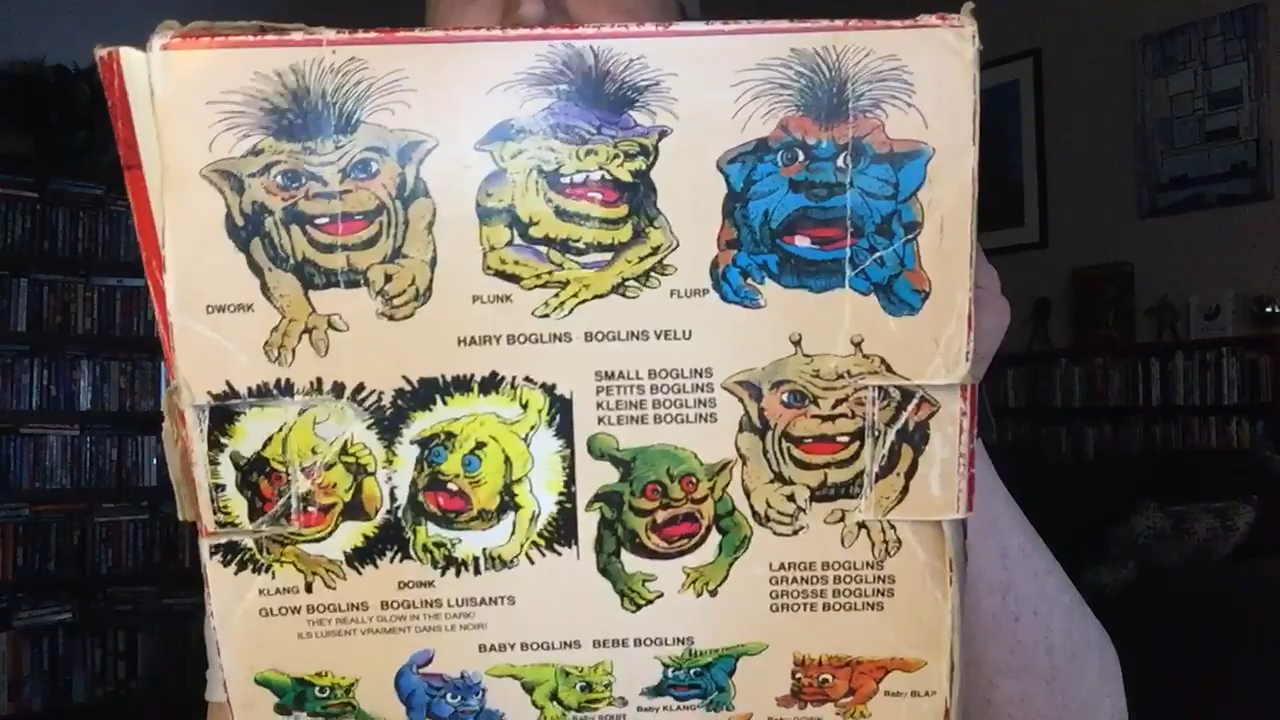 DWORK
PLUNK
FLURP
HAIRY BOGLINS BOGLINS VELU
SMALL BOGLINS
PETITS BOGLINS
KLEINE BOGLINS
KLEINE BOGLINS
LARGE BOGLINS
GRANDS BOGLINS
GROSSE BOGLINS
GROTE BOGLINS
KLANG
DOINK
GLOW BOGLINS BOGLINS LUISANTS
THEY REALLY GLOW IN THE DARK!
ILS LUISENT VRAIMENT DANS LE NOIR!
BABY BOGLINS BEBE BOGLINS
Baby KLANG
Baby BLAP